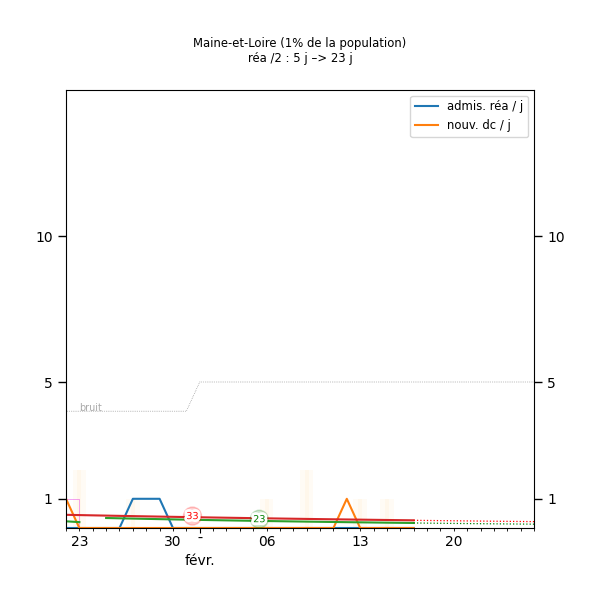 Maine-et-Loire (1% de la population)
réa /2 : 5 j –> 23 j
admis. réa / j
nouv. dc / j
10 10
5 5
bruit
1 1
33
23
23 30 - 06 13 20
févr.